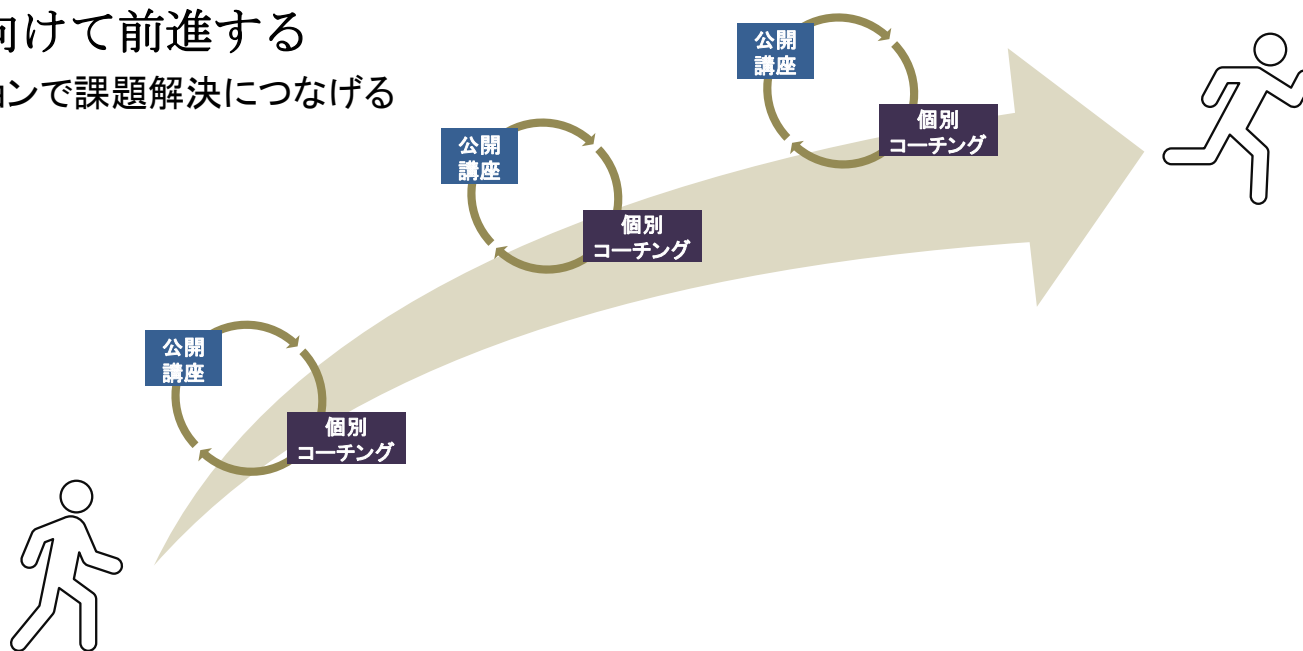 向けて前進する
ョンで課題解決につなげる
公開
講座
個別
コーチング
公開
講座
個別
コーチング
公開
講座
個別
コーチング